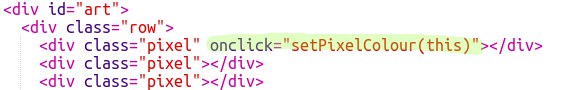 <div id="art">
<div class="row">
<div class="pixel" onclick="setPixelColour(this)"></div>
<div class="pixel"></div>
<div class="pixel"></div>